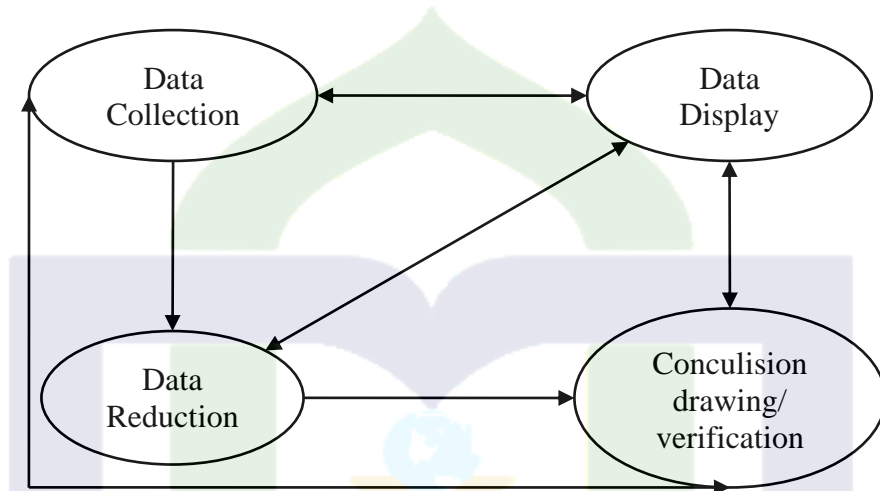 Data
Collection
Data
Display
Data
Reduction
Conculision
drawing/
verification